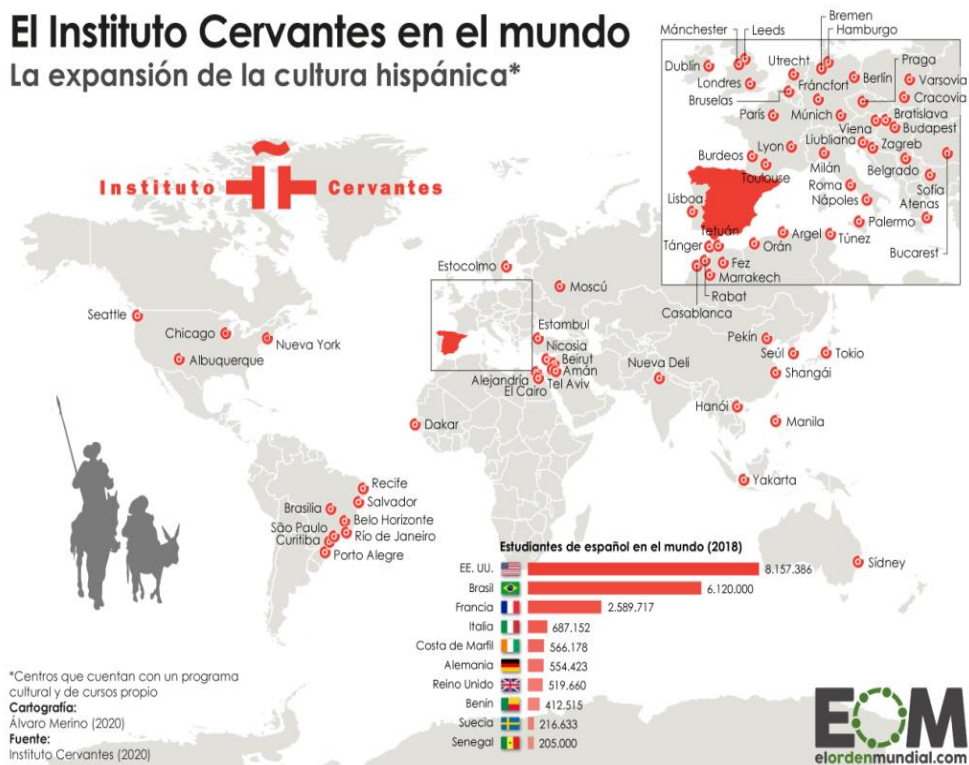 El Instituto Cervantes en el mundo
La expansión de la cultura hispánica*
Instituto Cervantes
Mánchester
Leeds
Bremen
Hamburgo
Dublín
Utrecht
Praga
Londres
Fráncfort
Berlín
Varsovia
Bruselas
Cracovia
París
Múnich
Bratislava
Viena
Budapest
Lyon
Liubliana
Zagreb
Burdeos
Milán
Belgrado
Toulouse
Roma
Sofía
Lisboa
Nápoles
Atenas
Tetuán
Argel
Palermo
Tánger
Orán
Túnez
Bucarest
Fez
Marrakech
Rabat
Casablanca
Estocolmo
Moscú
Seattle
Chicago
Nueva York
Albuquerque
Estambul
Nicosia
Beirut
Amán
Alejandría
Tel Aviv
El Cairo
Nueva Deli
Pekín
Seúl
Tokio
Shangái
Hanói
Manila
Dakar
Yakarta
Recife
Salvador
Brasilia
Belo Horizonte
São Paulo
Río de Janeiro
Curitiba
Porto Alegre
Sídney
Estudiantes de español en el mundo (2018)
EE. UU. 8.157.386
Brasil 6.120.000
Francia 2.589.717
Italia 687.152
Costa de Marfil 566.178
Alemania 554.423
Reino Unido 519.660
Benín 412.515
Suecia 216.633
Senegal 205.000
*Centros que cuentan con un programa
cultural y de cursos propio
Cartografía:
Álvaro Merino (2020)
Fuente:
Instituto Cervantes (2020)
EOM
elordenmundial.com